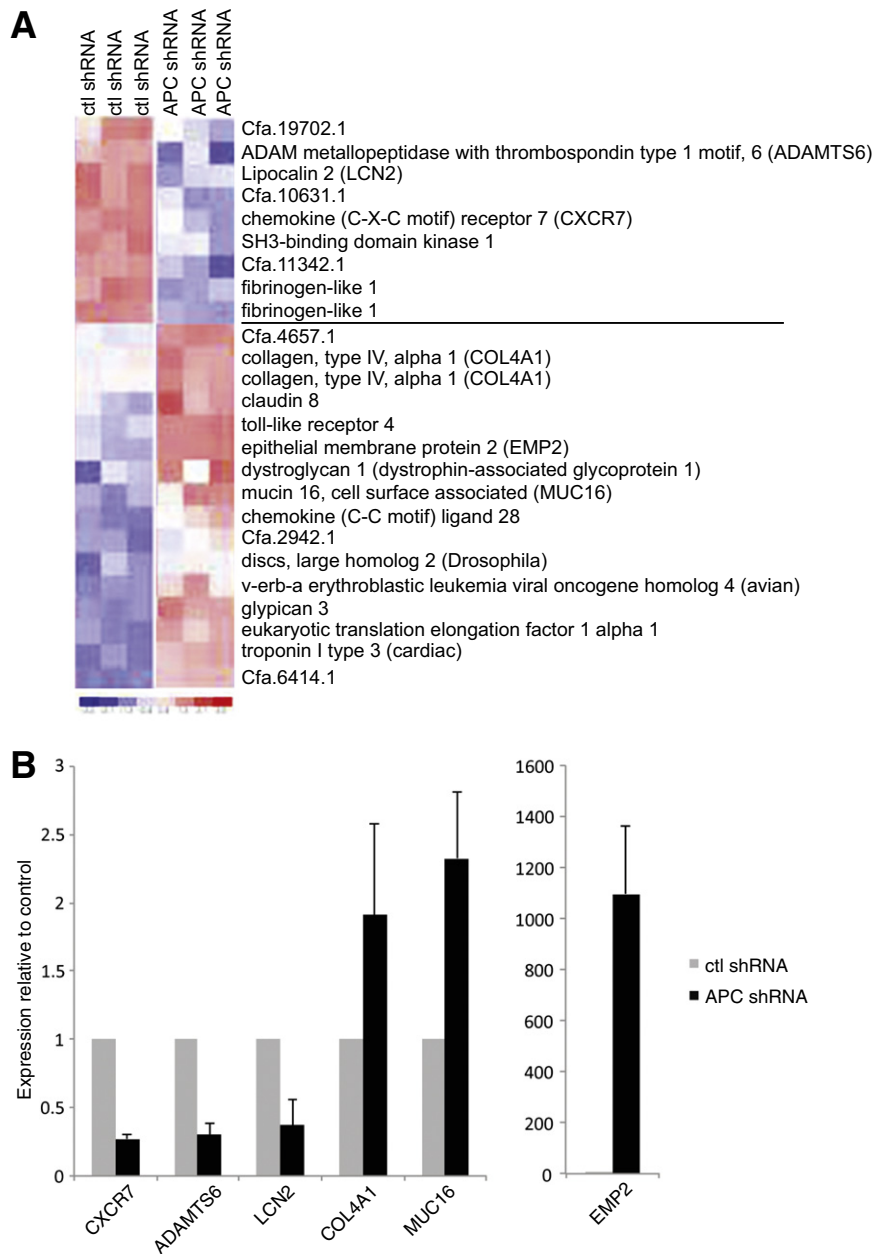 A
ctl shRNA
ctl shRNA
ctl shRNA
APC shRNA
APC shRNA
APC shRNA
Cfa.19702.1
ADAM metallopeptidase with thrombospondin type 1 motif, 6 (ADAMTS6)
Lipocalin 2 (LCN2)
Cfa.10631.1
chemokine (C-X-C motif) receptor 7 (CXCR7)
SH3-binding domain kinase 1
Cfa.11342.1
fibrinogen-like 1
fibrinogen-like 1
Cfa.4657.1
collagen, type IV, alpha 1 (COL4A1)
collagen, type IV, alpha 1 (COL4A1)
claudin 8
toll-like receptor 4
epithelial membrane protein 2 (EMP2)
dystroglycan 1 (dystrophin-associated glycoprotein 1)
mucin 16, cell surface associated (MUC16)
chemokine (C-C motif) ligand 28
Cfa.2942.1
discs, large homolog 2 (Drosophila)
v-erb-a erythroblastic leukemia viral oncogene homolog 4 (avian)
glypican 3
eukaryotic translation elongation factor 1 alpha 1
troponin I type 3 (cardiac)
Cfa.6414.1
B
Expression relative to control
3
2.5
2
1.5
1
0.5
0
CXCR7
ADAMTS6
LCN2
COL4A1
MUC16
1600
1400
1200
1000
800
600
400
200
0
EMP2
ctl shRNA
APC shRNA